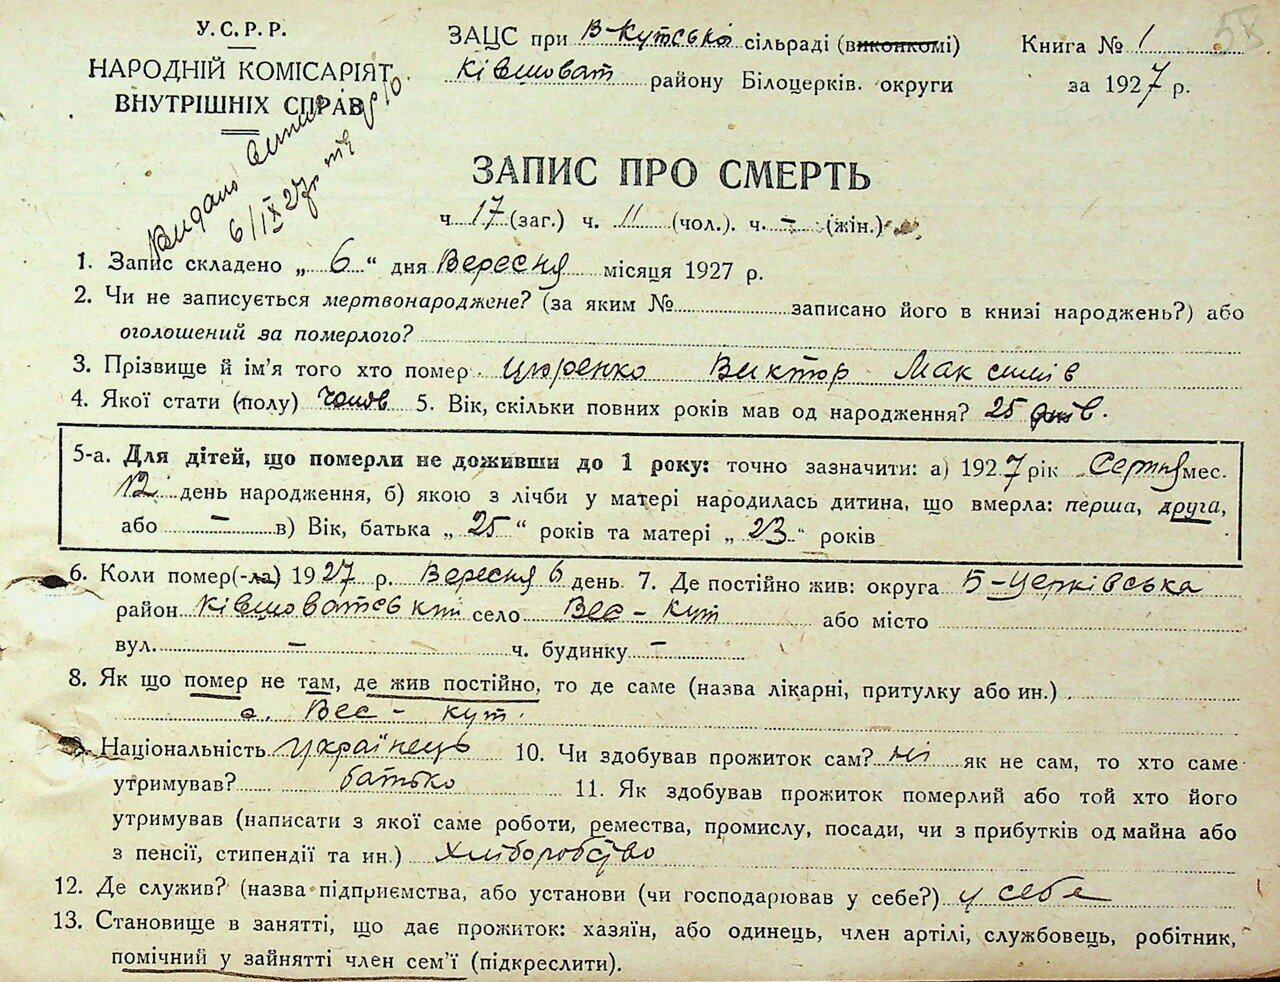 58
У. С. Р. Р.
НАРОДНІЙ КОМІСАРІЯТ
ВНУТРІШНІХ СПРАВ
ЗАЦС при В-Кутські сільраді (виконкомі)
Ківшоват району Білоцерків. округи
Книга № 1
за 1927 р.
Видано
6/IX 27р
ЗАПИС ПРО СМЕРТЬ
ч. 17 (заг.) ч. 11 (чол.). ч. – (жін.)
1. Запис складено „ 6 “ дня Вересня місяця 1927 р.
2. Чи не записується мертвонароджене? (за яким № записано його в книзі народжень?) або
оголошений за померлого?
3. Прізвище й ім'я того хто помер Цюренко Виктор Максимів
4. Якої стати (полу) чолов 5. Вік, скільки повних років мав од народження? 25 днів.
5-а. Для дітей, що померли не доживши до 1 року: точно зазначити: а) 1927 рік Серпня мес.
12 день народження, б) якою з лічби у матері народилась дитина, що вмерла: перша, друга,
або – в) Вік, батька „ 25 “ років та матері „ 23 “ років
6. Коли помер(-ла) 1927 р. Вересня 6 день 7. Де постійно жив: округа Б-Церківська
район Ківшоватський село Вес-Кут або місто
вул. – ч. будинку –
8. Як що помер не там, де жив постійно, то де саме (назва лікарні, притулку або ин.)
с. Вес-Кут.
9. Національність Українець 10. Чи здобував прожиток сам? ні як не сам, то хто саме
утримував? батько 11. Як здобував прожиток померлий або той хто його
утримував (написати з якої саме роботи, ремества, промислу, посади, чи з прибутків од майна або
з пенсії, стипендії та ин.) Хліборобство
12. Де служив? (назва підприємства, або установи (чи господарював у себе?) у себе
13. Становище в занятті, що дає прожиток: хазяїн, або одинець, член артілі, службовець, робітник,
помічний у зайнятті член сем'ї (підкреслити).